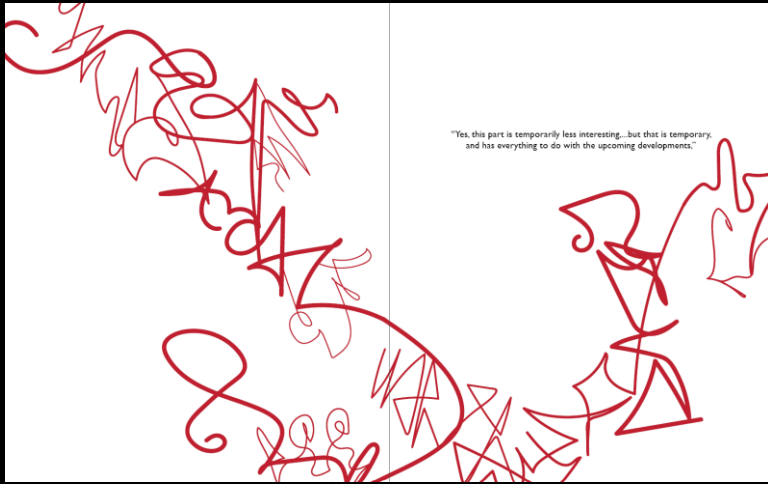 "Yes, this part is temporarily less interesting,...but that is temporary,
and has everything to do with the upcoming developments,"